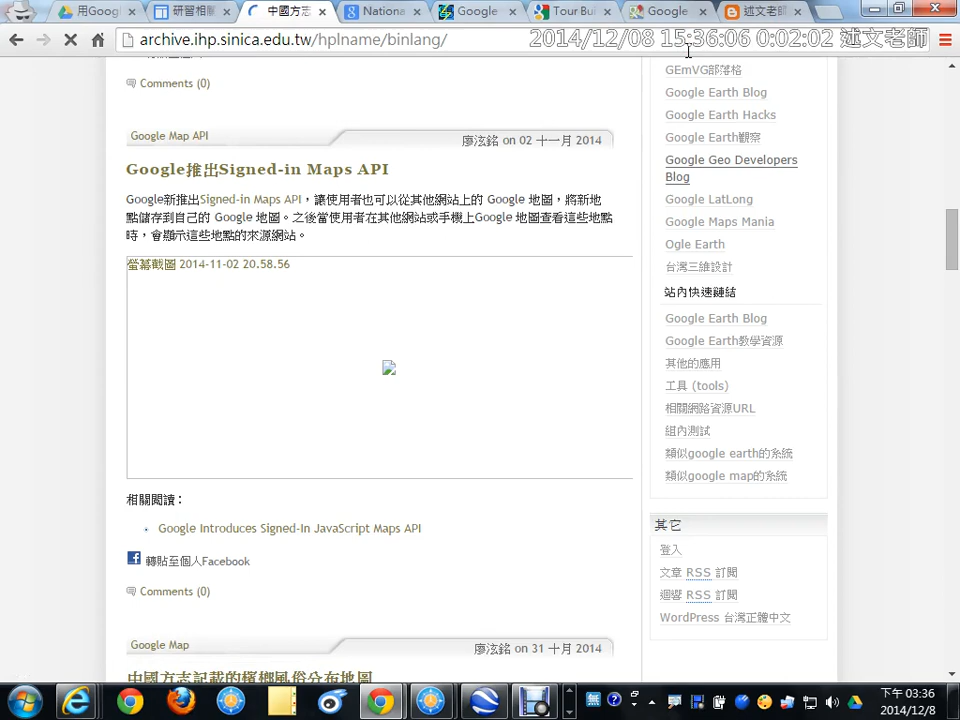 用Goog
研習相
中國方志
Nationa
Google
Tour Bui
Google
述文老師
archive.ihp.sinica.edu.tw/hplname/binlang/
2014/12/08 15:36:06 0:02:02 述文老師
Comments (0)
Google Map API
廖泫銘 on 02 十一月 2014
Google推出Signed-in Maps API
Google新推出Signed-in Maps API，讓使用者也可以從其他網站上的 Google 地圖，將新地
點儲存到自己的 Google 地圖。之後當使用者在其他網站或手機上Google 地圖查看這些地點
時，會顯示這些地點的來源網站。
螢幕截圖 2014-11-02 20.58.56
相關閱讀：
Google Introduces Signed-In JavaScript Maps API
轉貼至個人Facebook
Comments (0)
Google Map
廖泫銘 on 31 十月 2014
中國方志記載的檳榔風俗分布地圖
GEmVG部落格
Google Earth Blog
Google Earth Hacks
Google Earth觀察
Google Geo Developers
Blog
Google LatLong
Google Maps Mania
Ogle Earth
台灣三維設計
站內快速鏈結
Google Earth Blog
Google Earth教學資源
其他的應用
工具 (tools)
相關網路資源URL
組內測試
類似google earth的系統
類似google map的系統
其它
登入
文章 RSS 訂閱
迴響 RSS 訂閱
WordPress 台灣正體中文
下午 03:36
2014/12/8